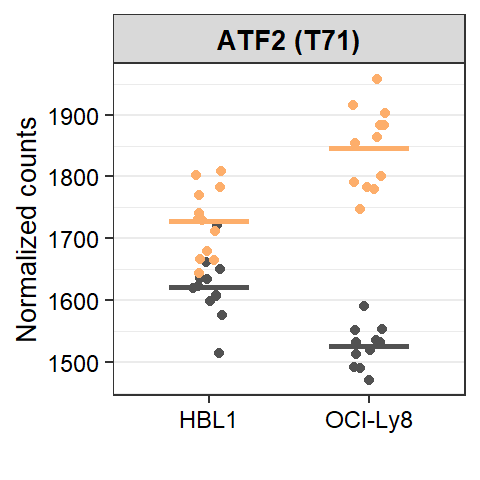 ATF2 (T71)
Normalized counts
1900
1800
1700
1600
1500
HBL1
OCI-Ly8